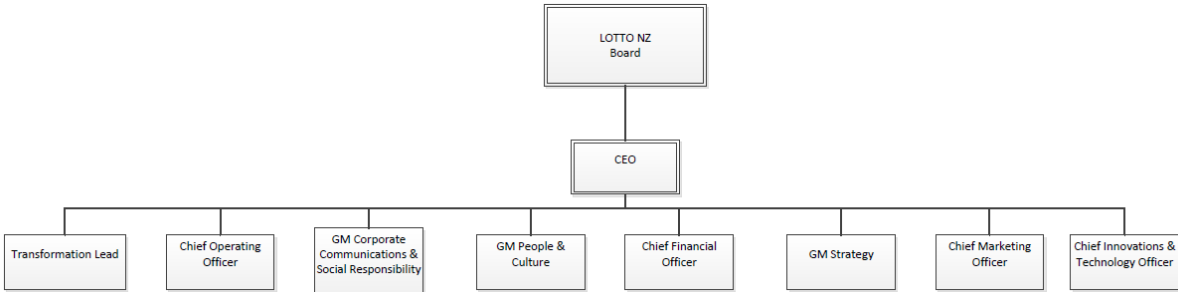 LOTTO NZ
Board
CEO
Transformation Lead
Chief Operating
Officer
GM Corporate
Communications &
Social Responsibility
GM People &
Culture
Chief Financial
Officer
GM Strategy
Chief Marketing
Officer
Chief Innovations &
Technology Officer